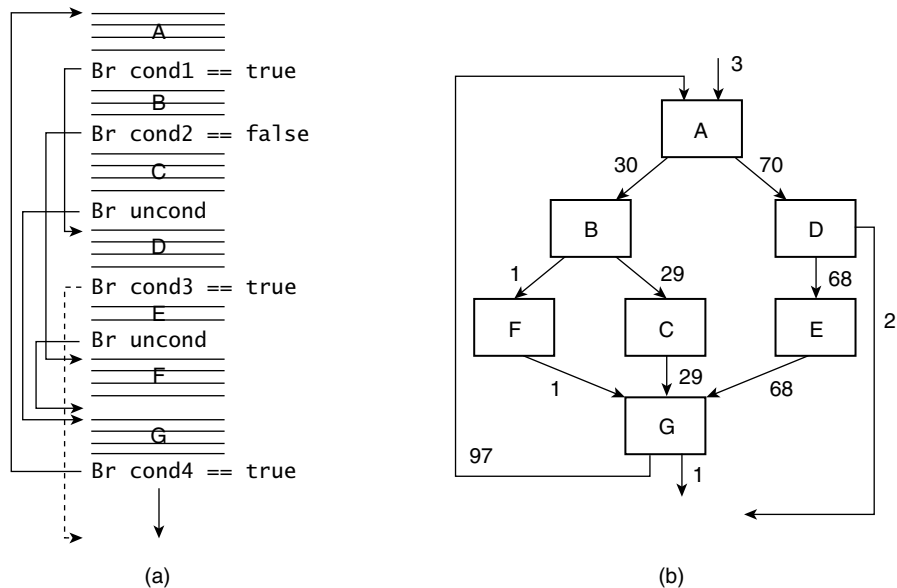 A
Br cond1 == true
B
Br cond2 == false
C
Br uncond
D
Br cond3 == true
E
Br uncond
F
G
Br cond4 == true
(a)
3
A
30 70
B D
1 29 68
F C E 2
1 29 68
G
97 1
(b)